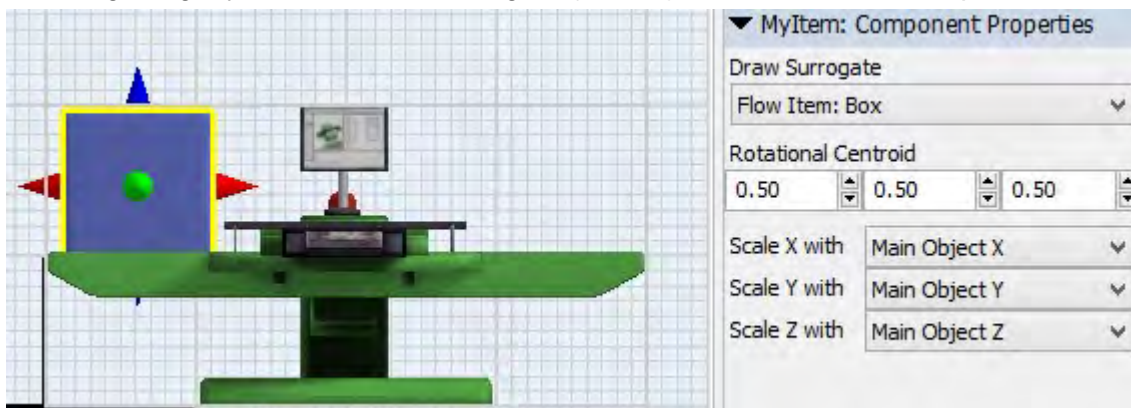 MyItem: Component Properties
Draw Surrogate
Flow Item: Box
Rotational Centroid
0.50 0.50 0.50
Scale X with Main Object X
Scale Y with Main Object Y
Scale Z with Main Object Z